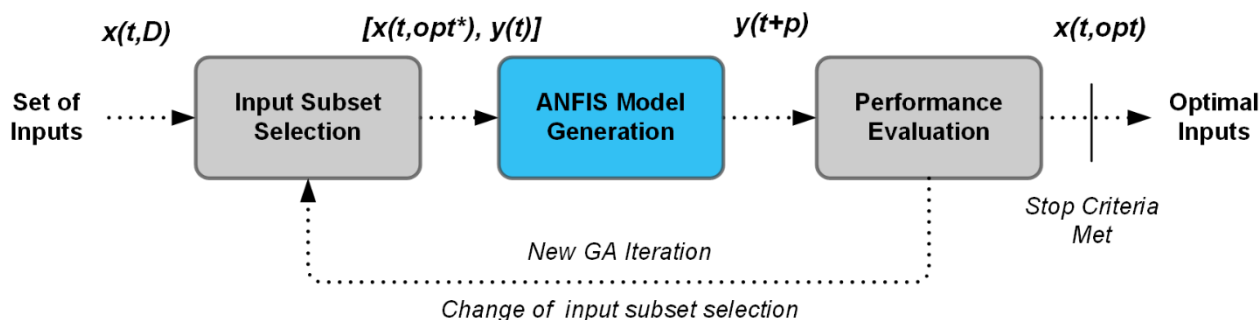 x(t,D)
[x(t,opt*), y(t)]
y(t+p)
x(t,opt)
Set of
Inputs
Input Subset
Selection
ANFIS Model
Generation
Performance
Evaluation
Optimal
Inputs
Stop Criteria
Met
New GA Iteration
Change of input subset selection